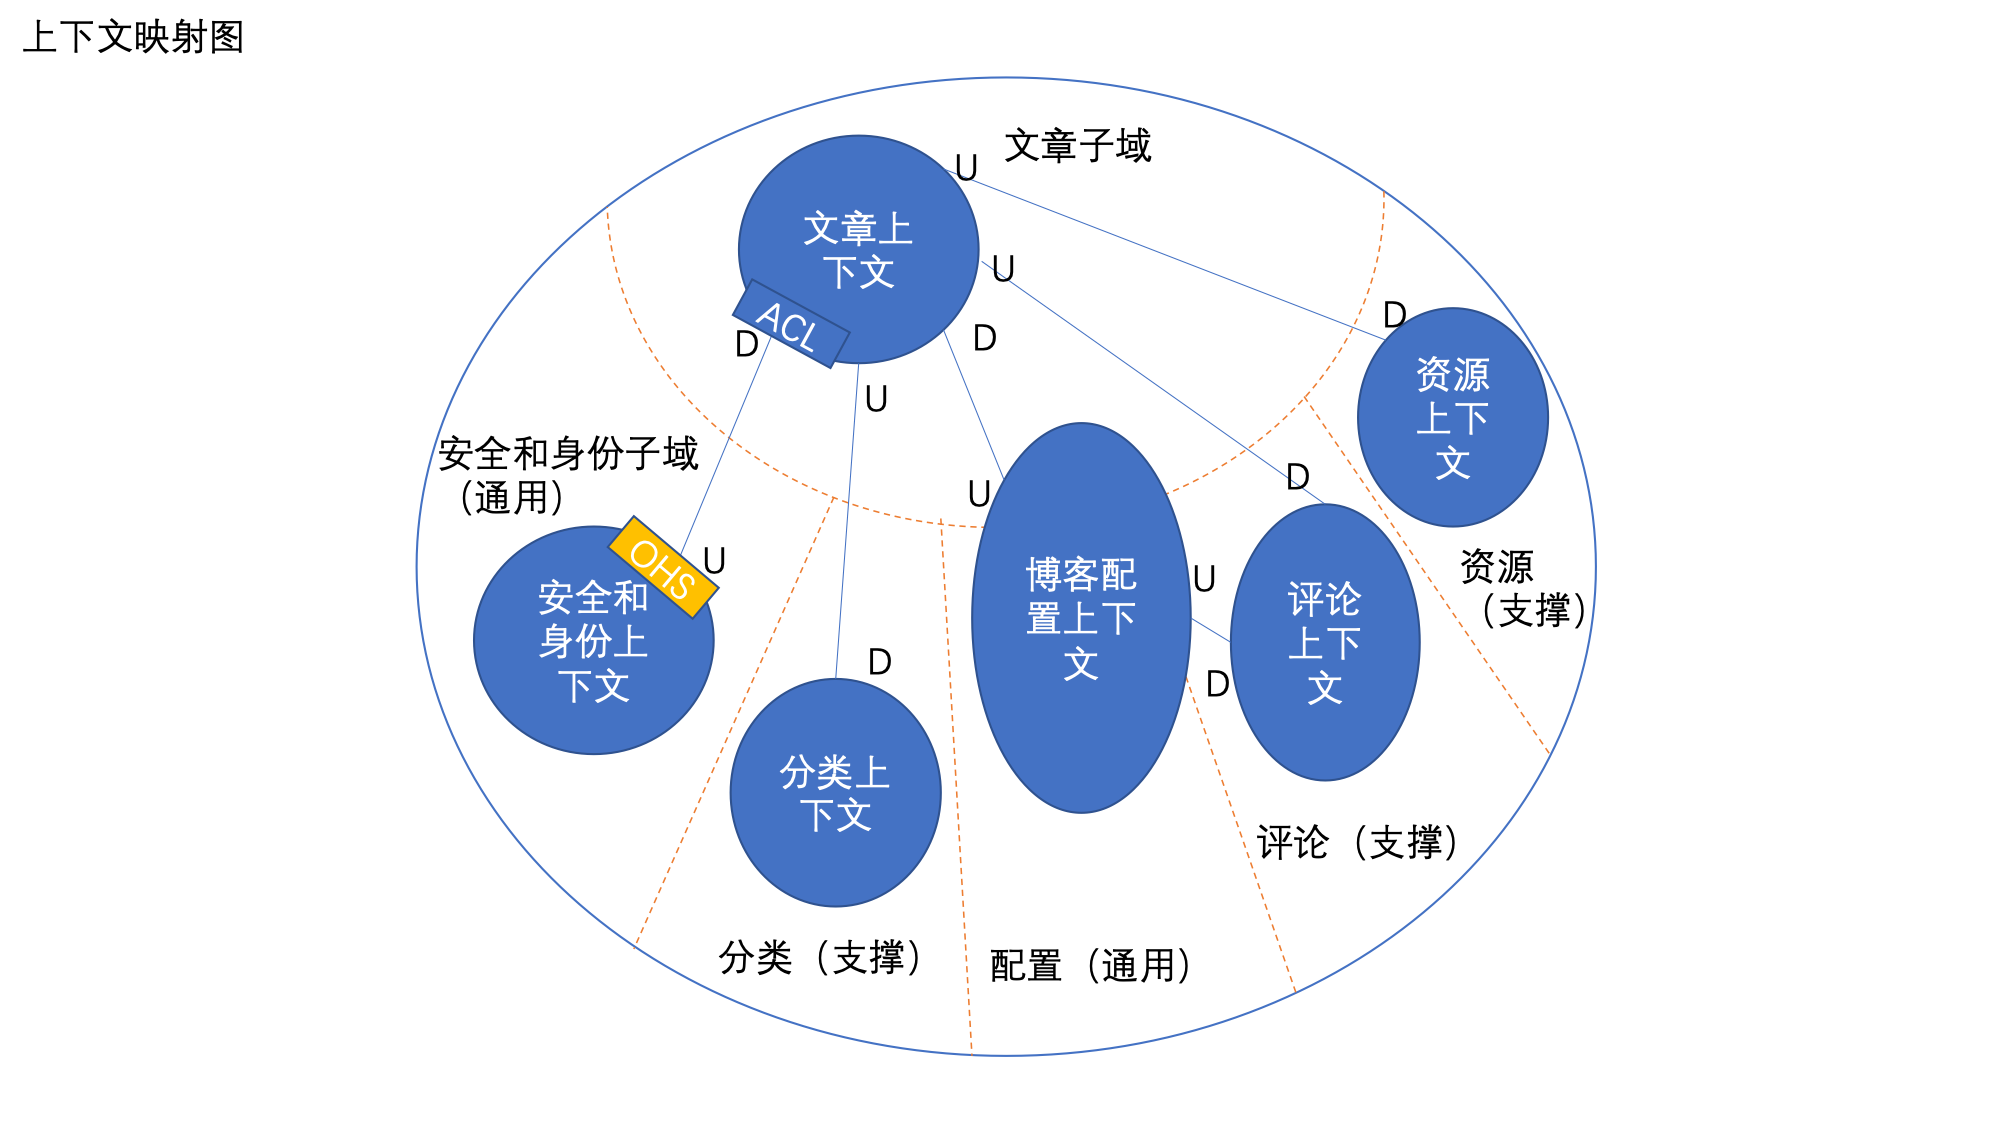 上下文映射图
文章子域
U
文章上
下文
U
ACL
D
D
U
D
资源
上下
文
安全和身份子域
（通用）
OHS
U
安全和
身份上
下文
U
D
博客配
置上下
文
U
D
评论
上下
文
资源
（支撑）
D
分类上
下文
评论（支撑）
分类（支撑）
配置（通用）